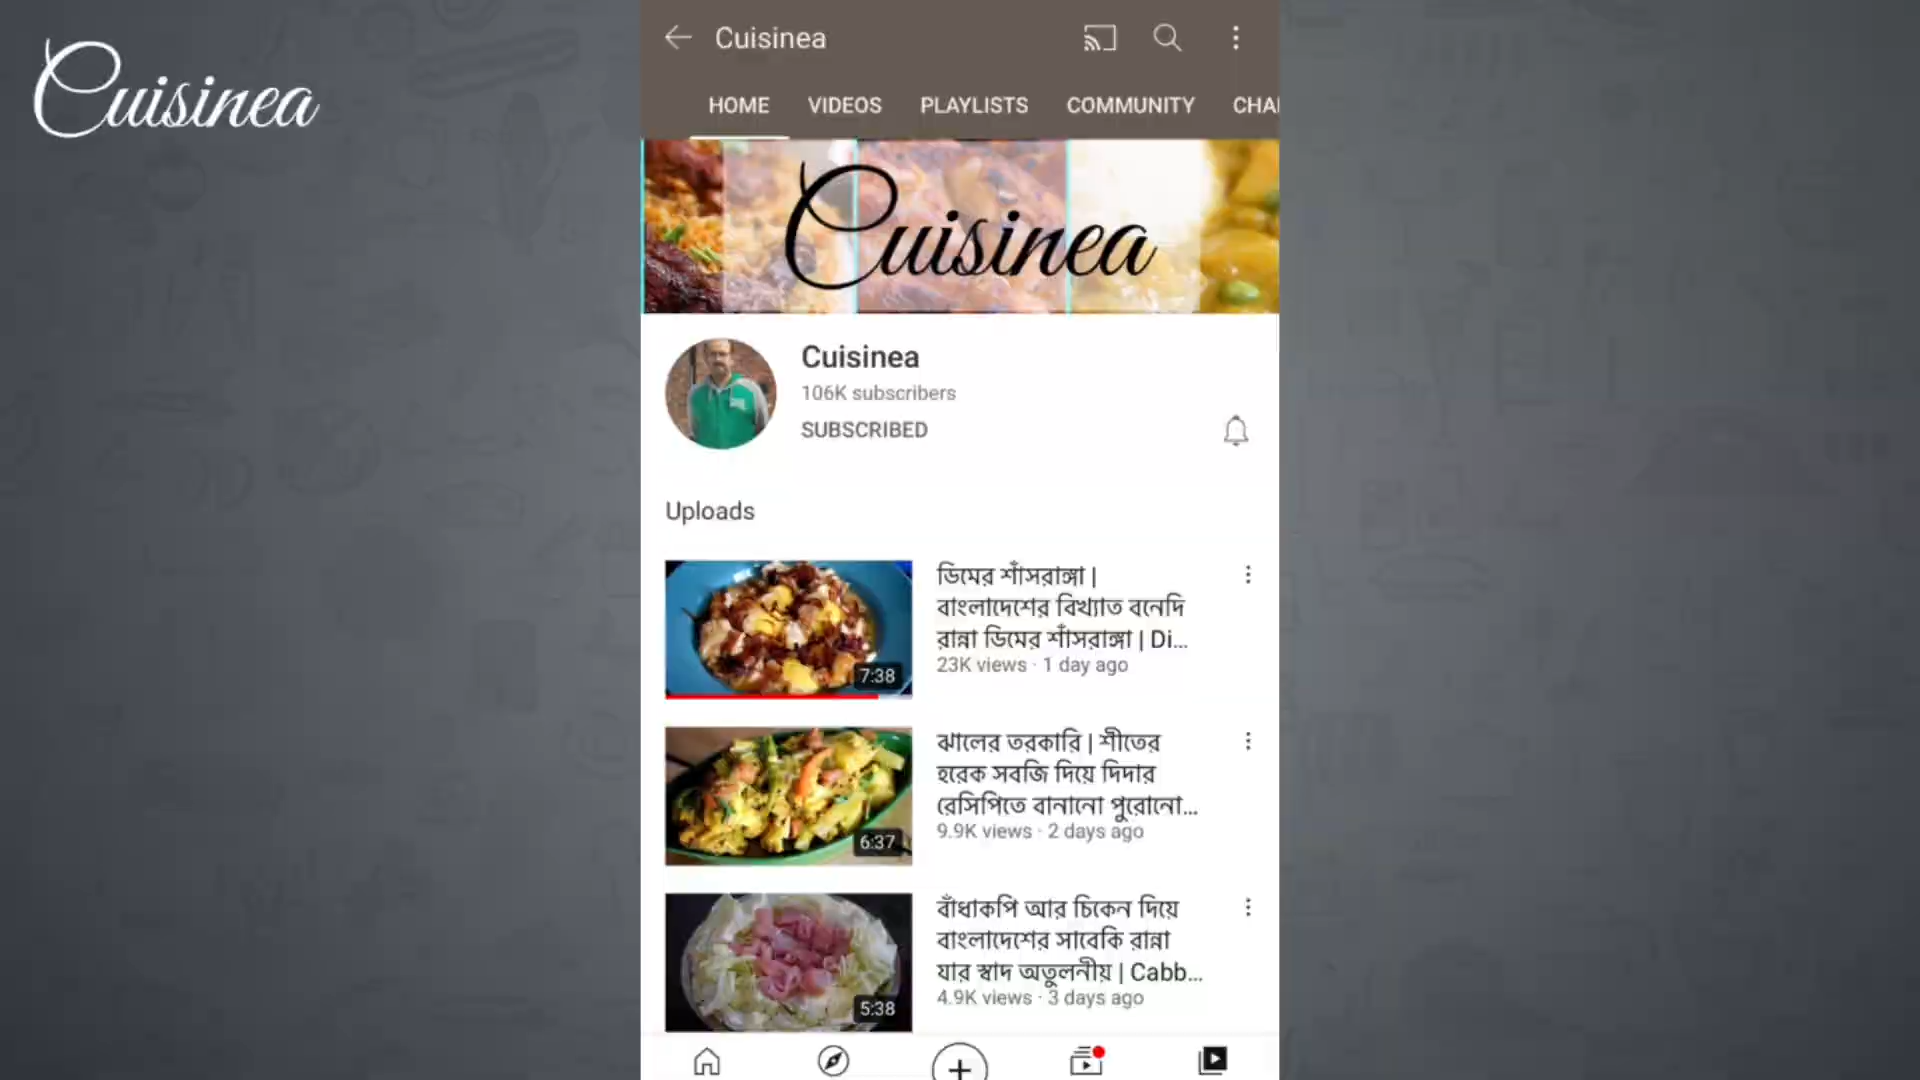 Cuisinea
Cuisinea
HOME VIDEOS PLAYLISTS COMMUNITY CHA
Cuisinea
Cuisinea
106K subscribers
SUBSCRIBED
Uploads
ডিমের শাঁসরাঙ্গা |
বাংলাদেশের বিখ্যাত বনেদি
রান্না ডিমের শাঁসরাঙ্গা | Di...
7:38
23K views · 1 day ago
ঝালের তরকারি | শীতের
হরেক সবজি দিয়ে দিদার
রেসিপিতে বানানো পুরোনো...
6:37
9.9K views · 2 days ago
বাঁধাকপি আর চিকেন দিয়ে
বাংলাদেশের সাবেকি রান্না
যার স্বাদ অতুলনীয় | Cabb...
5:38
4.9K views · 3 days ago